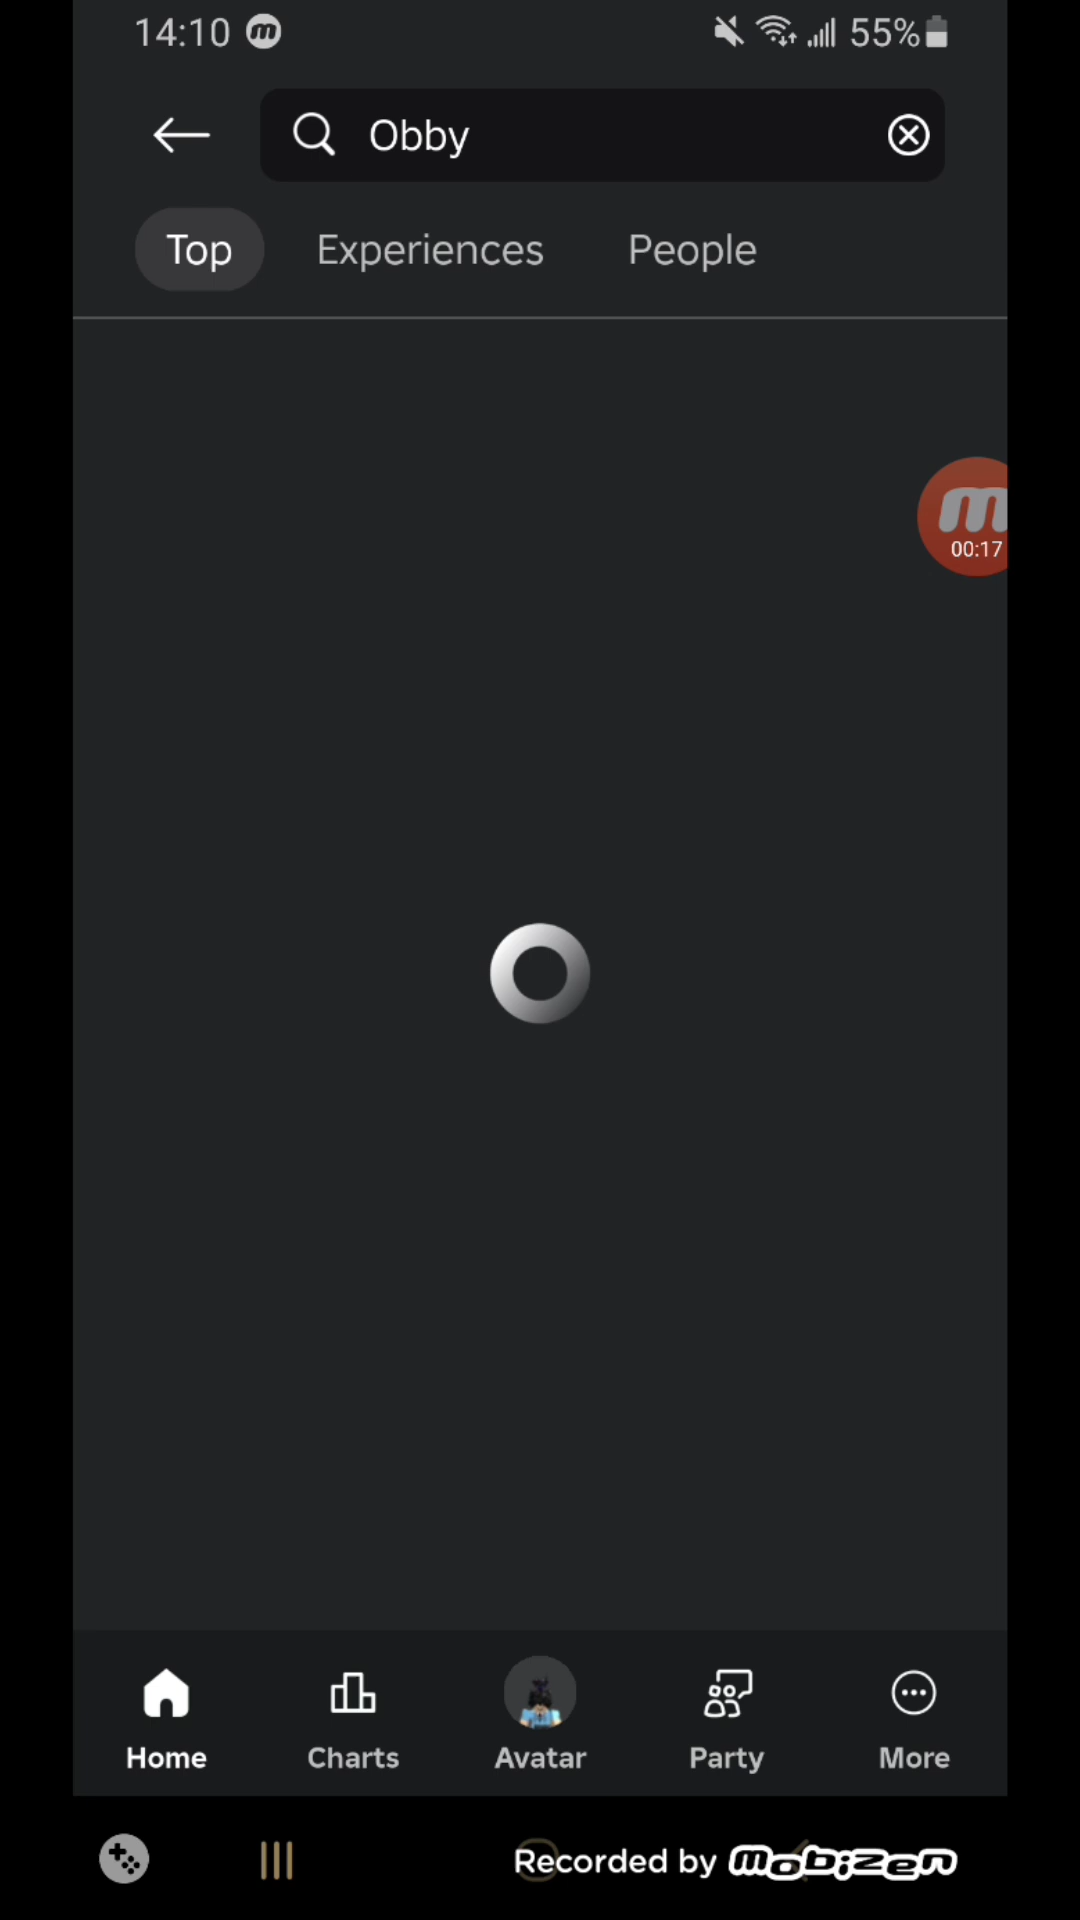 14:10 55%
Obby
Top Experiences People
00:17
Home Charts Avatar Party More
Recorded by mobizen